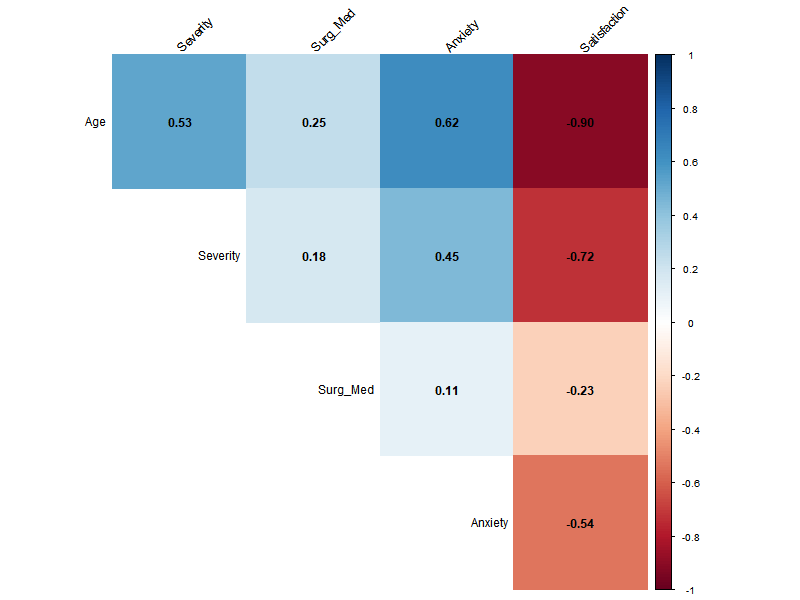 Severity Surg_Med Anxiety Satisfaction
Age 0.53 0.25 0.62 -0.90
Severity 0.18 0.45 -0.72
Surg_Med 0.11 -0.23
Anxiety -0.54
1
0.8
0.6
0.4
0.2
0
-0.2
-0.4
-0.6
-0.8
-1